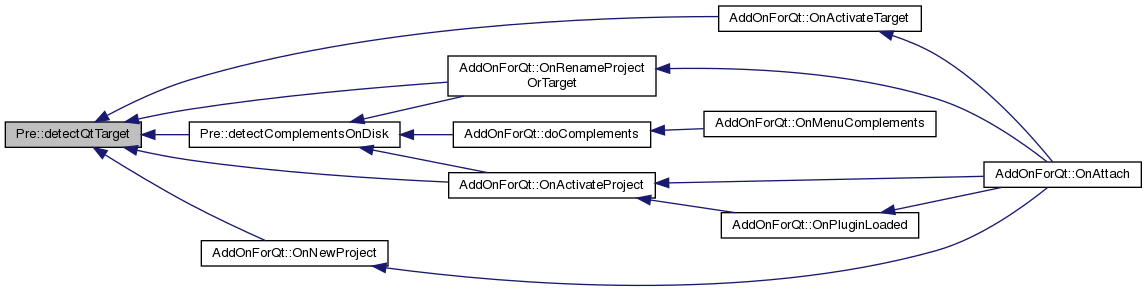 AddOnForQt::OnActivateTarget
AddOnForQt::OnRenameProject
OrTarget
AddOnForQt::OnMenuComplements
Pre::detectQtTarget
Pre::detectComplementsOnDisk
AddOnForQt::doComplements
AddOnForQt::OnAttach
AddOnForQt::OnActivateProject
AddOnForQt::OnPluginLoaded
AddOnForQt::OnNewProject